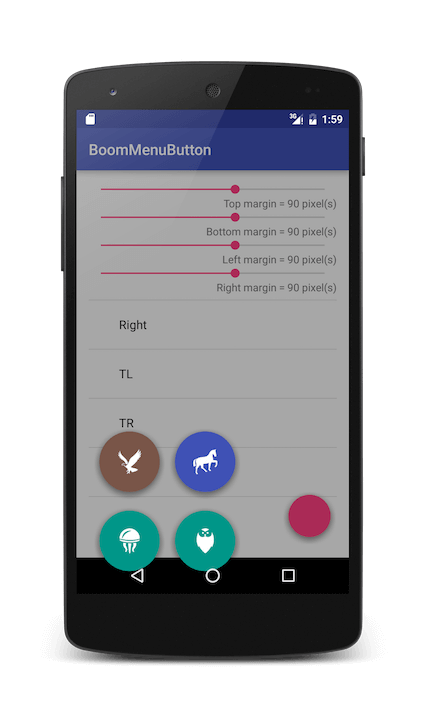 3G 1:59
BoomMenuButton
Top margin = 90 pixel(s)
Bottom margin = 90 pixel(s)
Left margin = 90 pixel(s)
Right margin = 90 pixel(s)
Right
TL
TR